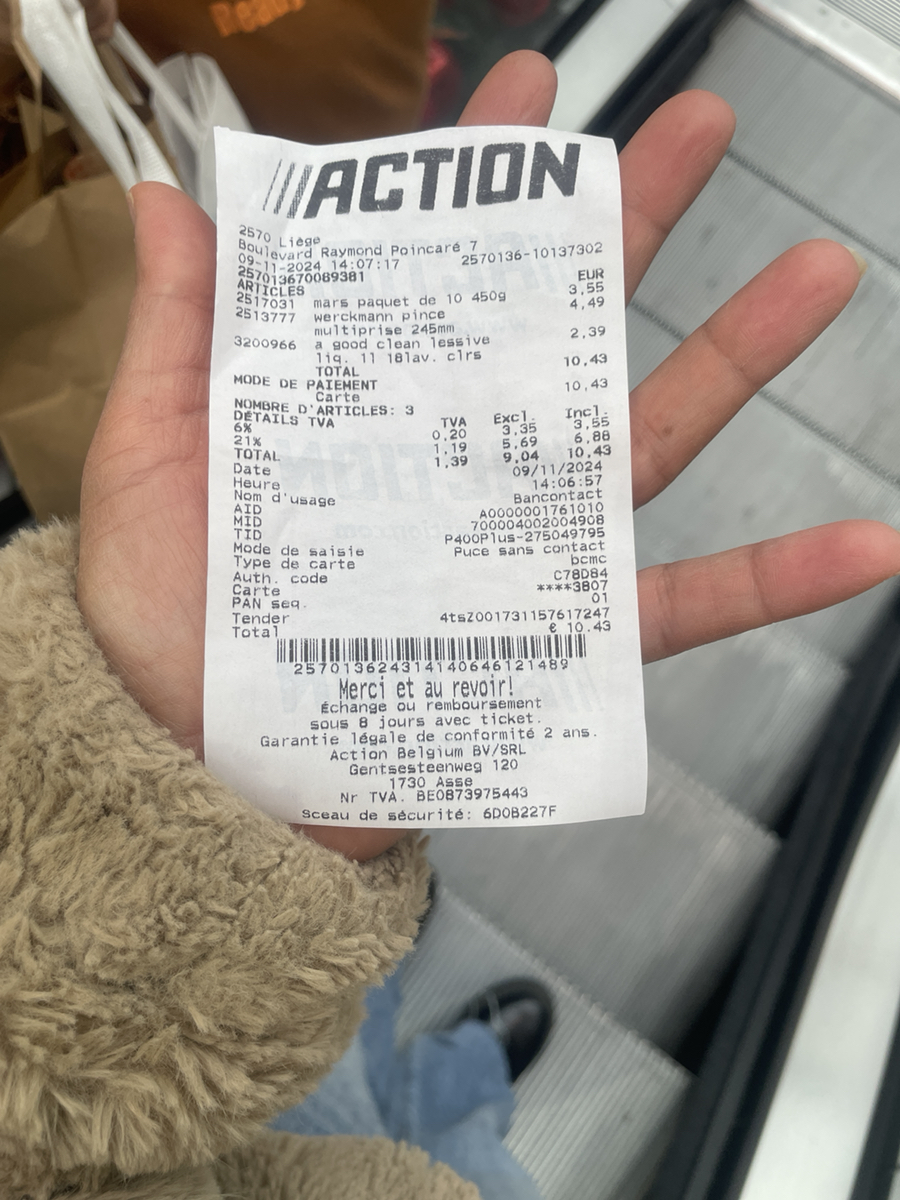 Ready
///ACTION
2570 Liège
Boulevard Raymond Poincaré 7
09-11-2024 14:07:17 2570136-10137302
257013670089381
ARTICLES EUR
2517031 mars paquet de 10 450g 3,55
2513777 werckmann pince 4,49
multiprise 245mm
3200966 a good clean lessive 2,39
liq. 1l 18lav. clrs
TOTAL 10,43
MODE DE PAIEMENT
Carte 10,43
NOMBRE D'ARTICLES: 3
DÉTAILS TVA TVA Excl. Incl.
6% 0,20 3,35 3,55
21% 1,19 5,69 6,88
TOTAL 1,39 9,04 10,43
Date 09/11/2024
Heure 14:06:57
Nom d'usage Bancontact
AID A0000001761010
MID 700004002004908
TID P400Plus-275049795
Mode de saisie Puce sans contact
Type de carte bcmc
Auth. code C78D84
Carte ****3807
PAN seq. 01
Tender 4tsZ001731157617247
Total € 10.43
2570136243141406461214​89
Merci et au revoir!
Échange ou remboursement
sous 8 jours avec ticket.
Garantie légale de conformité 2 ans.
Action Belgium BV/SRL
Gentsesteenweg 120
1730 Asse
Nr TVA. BE0873975443
Sceau de sécurité: 6D0B227F